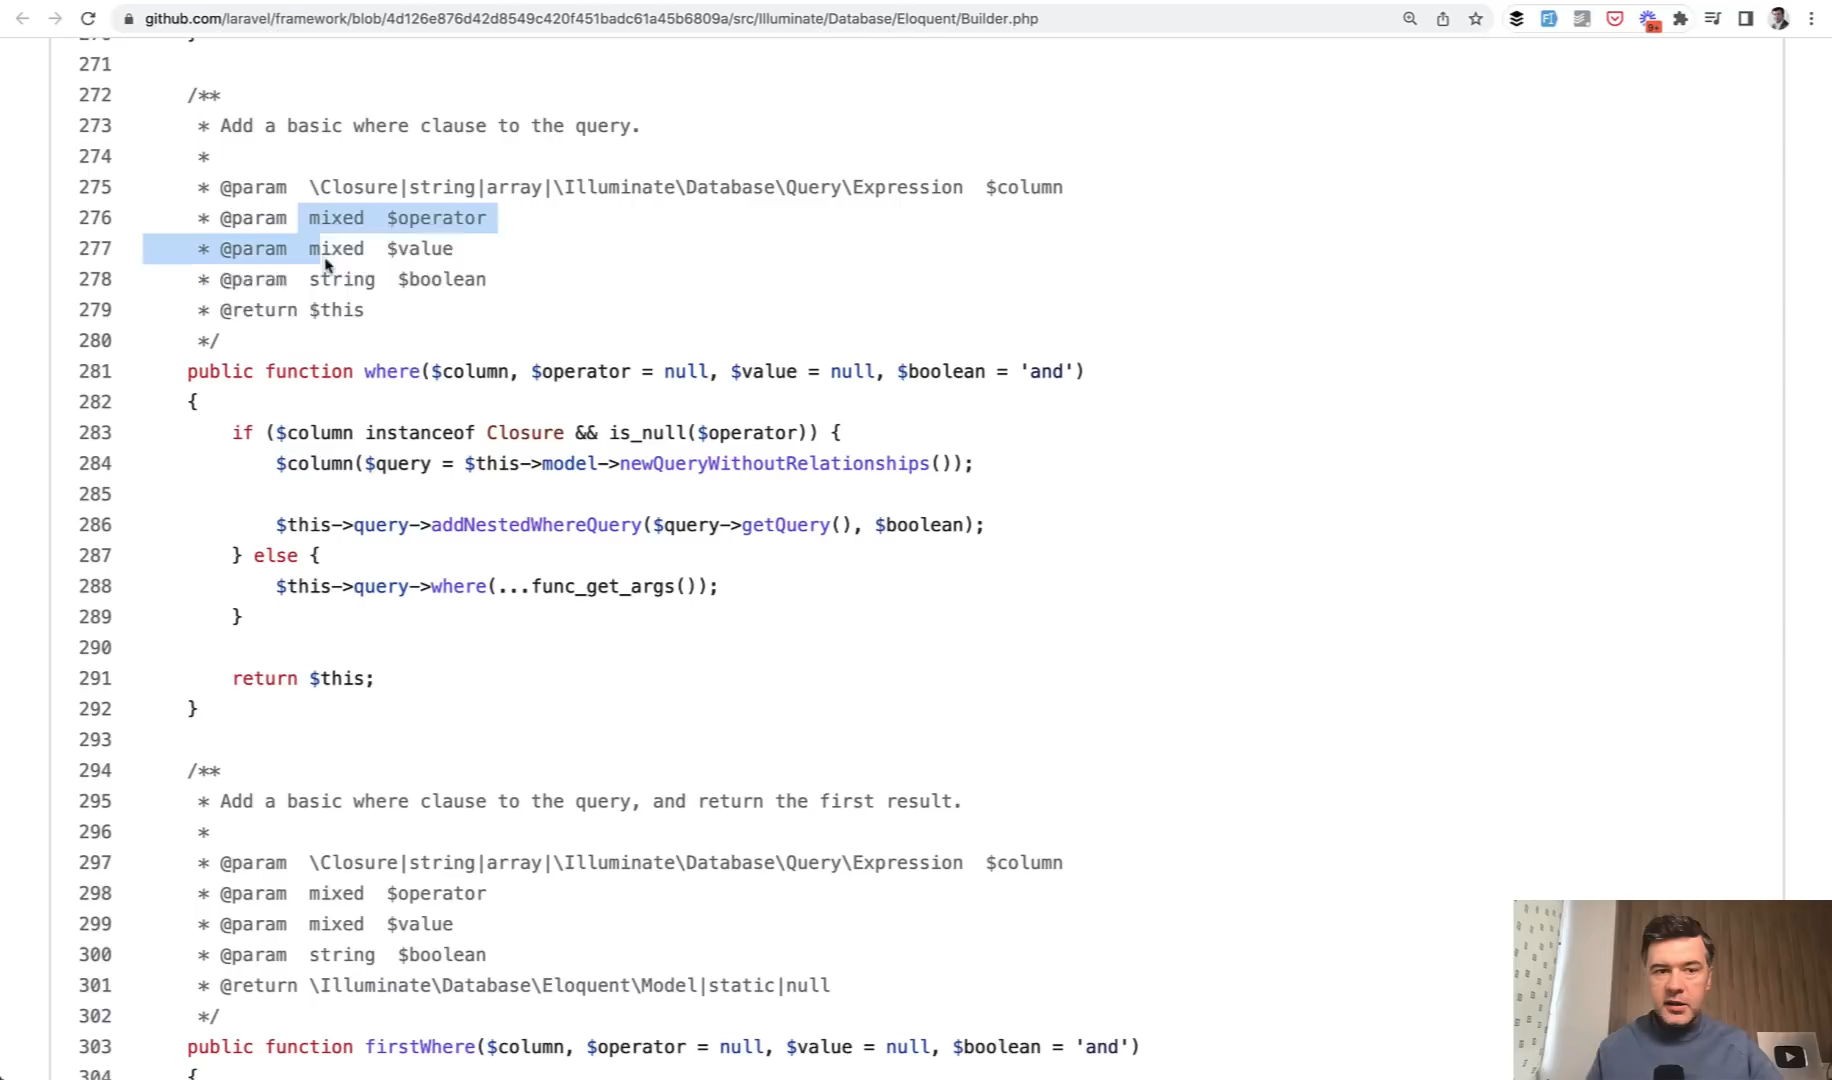 github.com/laravel/framework/blob/4d126e876d42d8549c420f451badc61a45b6809a/src/Illuminate/Database/Eloquent/Builder.php
9+
271
272 /**
273 * Add a basic where clause to the query.
274 *
275 * @param \Closure|string|array|\Illuminate\Database\Query\Expression $column
276 * @param mixed $operator
277 * @param mixed $value
278 * @param string $boolean
279 * @return $this
280 */
281 public function where($column, $operator = null, $value = null, $boolean = 'and')
282 {
283 if ($column instanceof Closure && is_null($operator)) {
284 $column($query = $this->model->newQueryWithoutRelationships());
285
286 $this->query->addNestedWhereQuery($query->getQuery(), $boolean);
287 } else {
288 $this->query->where(...func_get_args());
289 }
290
291 return $this;
292 }
293
294 /**
295 * Add a basic where clause to the query, and return the first result.
296 *
297 * @param \Closure|string|array|\Illuminate\Database\Query\Expression $column
298 * @param mixed $operator
299 * @param mixed $value
300 * @param string $boolean
301 * @return \Illuminate\Database\Eloquent\Model|static|null
302 */
303 public function firstWhere($column, $operator = null, $value = null, $boolean = 'and')
304 {